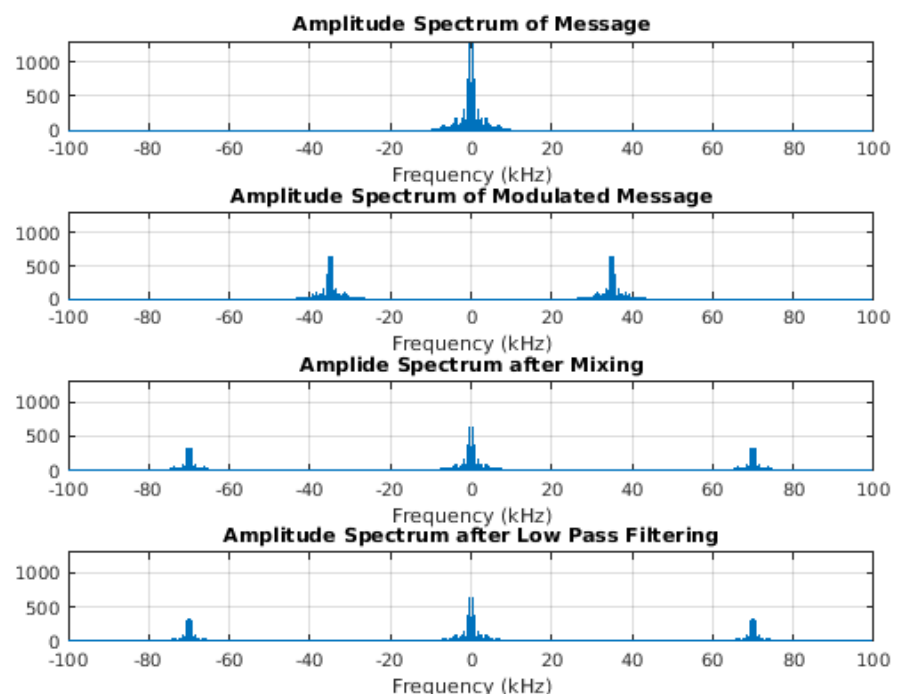 Amplitude Spectrum of Message
1000
500
0
-100 -80 -60 -40 -20 0 20 40 60 80 100
Frequency (kHz)
Amplitude Spectrum of Modulated Message
1000
500
0
-100 -80 -60 -40 -20 0 20 40 60 80 100
Frequency (kHz)
Amplide Spectrum after Mixing
1000
500
0
-100 -80 -60 -40 -20 0 20 40 60 80 100
Frequency (kHz)
Amplitude Spectrum after Low Pass Filtering
1000
500
0
-100 -80 -60 -40 -20 0 20 40 60 80 100
Frequency (kHz)